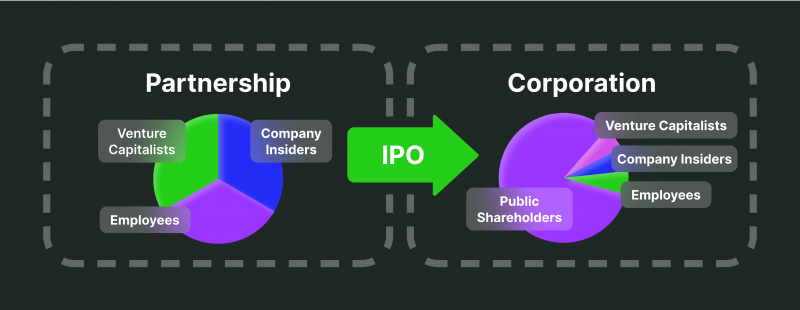 Partnership
Venture
Capitalists
Company
Insiders
Employees
IPO
Corporation
Venture Capitalists
Company Insiders
Employees
Public
Shareholders